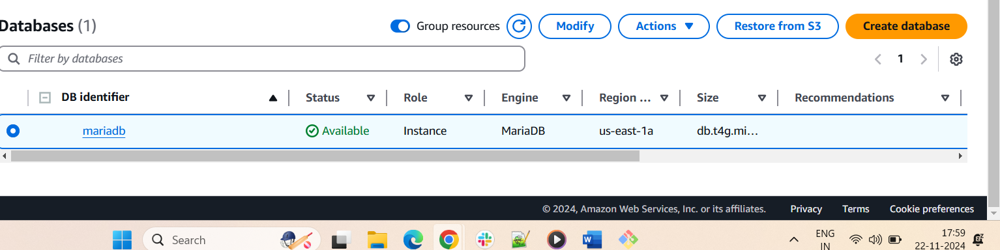 Databases (1)
Group resources
Modify
Actions
Restore from S3
Create database
Filter by databases
1
DB identifier Status Role Engine Region ... Size Recommendations
mariadb Available Instance MariaDB us-east-1a db.t4g.mi...
© 2024, Amazon Web Services, Inc. or its affiliates. Privacy Terms Cookie preferences
Search
ENG
IN
17:59
22-11-2024